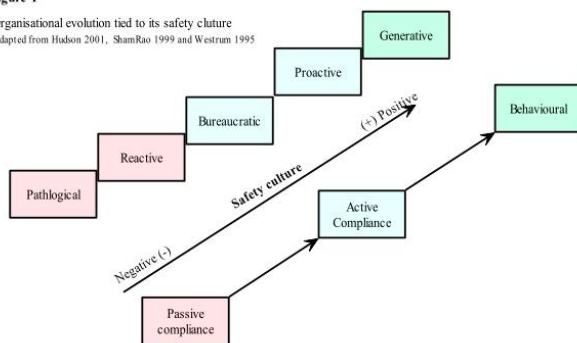 rganisational evolution tied to its safety cluture
dapted from Hudson 2001, ShamRao 1999 and Westrum 1995
Generative
Proactive
Behavioural
Bureaucratic
(+) Positive
Reactive
Safety culture
Pathlogical
Active
Compliance
Negative (-)
Passive
compliance